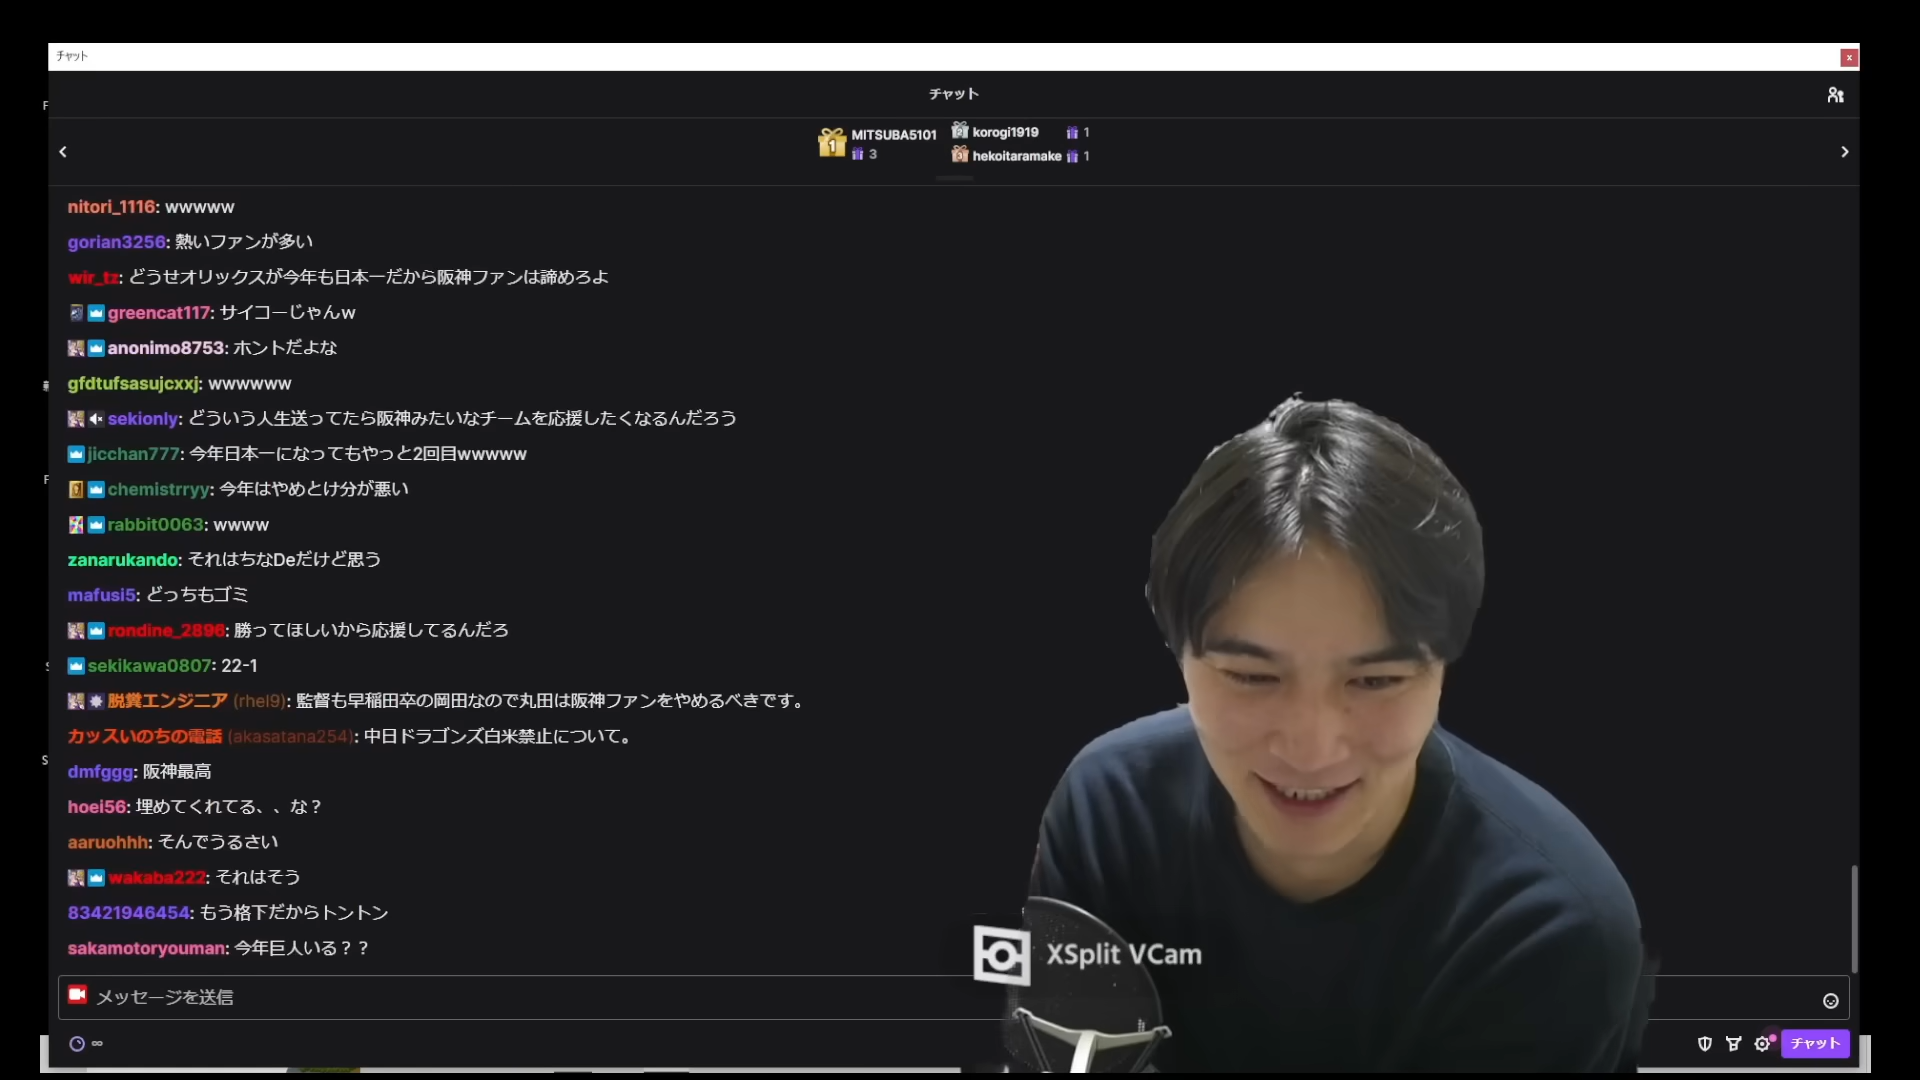 チャット
チャット
1 MITSUBA5101
3
2 korogi1919 1
3 hekoitaramake 1
nitori_1116: wwwww
gorian3256: 熱いファンが多い
wir_tz: どうせオリックスが今年も日本一だから阪神ファンは諦めろよ
greencat117: サイコーじゃんw
anonimo8753: ホントだよな
gfdtufsasujcxxj: wwwwww
sekionly: どういう人生送ってたら阪神みたいなチームを応援したくなるんだろう
jicchan777: 今年日本一になってもやっと2回目wwwww
chemistrryy: 今年はやめとけ分が悪い
rabbit0063: wwww
zanarukando: それはちなDeだけど思う
mafusi5: どっちもゴミ
rondine_2896: 勝ってほしいから応援してるんだろ
sekikawa0807: 22-1
脱糞エンジニア (rhel9): 監督も早稲田卒の岡田なので丸田は阪神ファンをやめるべきです。
カッスいのちの電話 (akasatana254): 中日ドラゴンズ白米禁止について。
dmfggg: 阪神最高
hoei56: 埋めてくれてる、、な？
aaruohhh: そんでうるさい
wakaba222: それはそう
83421946454: もう格下だからトントン
sakamotoryouman: 今年巨人いる？？
XSplit VCam
メッセージを送信
∞
チャット